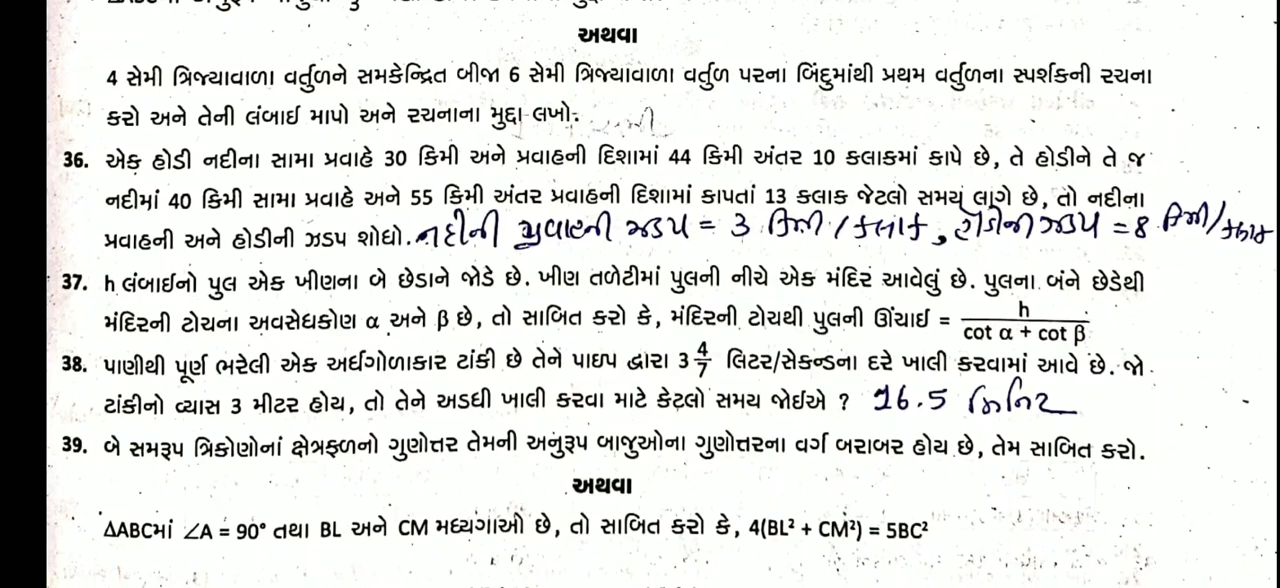 અથવા
4 સેમી ત્રિજ્યાવાળા વર્તુળને સમકેન્દ્રિત બીજા 6 સેમી ત્રિજ્યાવાળા વર્તુળ પરના બિંદુમાંથી પ્રથમ વર્તુળના સ્પર્શકની રચના
કરો અને તેની લંબાઈ માપો અને રચનાના મુદ્દા લખો.
36. એક હોડી નદીના સામા પ્રવાહે 30 કિમી અને પ્રવાહની દિશામાં 44 કિમી અંતર 10 કલાકમાં કાપે છે, તે હોડીને તે જ
નદીમાં 40 કિમી સામા પ્રવાહે અને 55 કિમી અંતર પ્રવાહની દિશામાં કાપતાં 13 કલાક જેટલો સમય લાગે છે, તો નદીના
પ્રવાહની અને હોડીની ઝડપ શોધો. નદીની પ્રવાહની ઝડપ = 3 કિમી / કલાક, હોડીની ઝડપ = 8 કિમી/કલાક
37. h લંબાઈનો પુલ એક ખીણના બે છેડાને જોડે છે. ખીણ તળેટીમાં પુલની નીચે એક મંદિર આવેલું છે. પુલના બંને છેડેથી
મંદિરની ટોચના અવસેધકોણ α અને β છે, તો સાબિત કરો કે, મંદિરની ટોચથી પુલની ઊંચાઈ = h / (cot α + cot β)
38. પાણીથી પૂર્ણ ભરેલી એક અર્ધગોળાકાર ટાંકી છે તેને પાઇપ દ્વારા 3 4/7 લિટર/સેકન્ડના દરે ખાલી કરવામાં આવે છે. જો
ટાંકીનો વ્યાસ 3 મીટર હોય, તો તેને અડધી ખાલી કરવા માટે કેટલો સમય જોઈએ ? 16.5 મિનિટ
39. બે સમરૂપ ત્રિકોણોનાં ક્ષેત્રફળનો ગુણોત્તર તેમની અનુરૂપ બાજુઓના ગુણોત્તરના વર્ગ બરાબર હોય છે, તેમ સાબિત કરો.
અથવા
ΔABCમાં ∠A = 90° તથા BL અને CM મધ્યગાઓ છે, તો સાબિત કરો કે, 4(BL² + CM²) = 5BC²